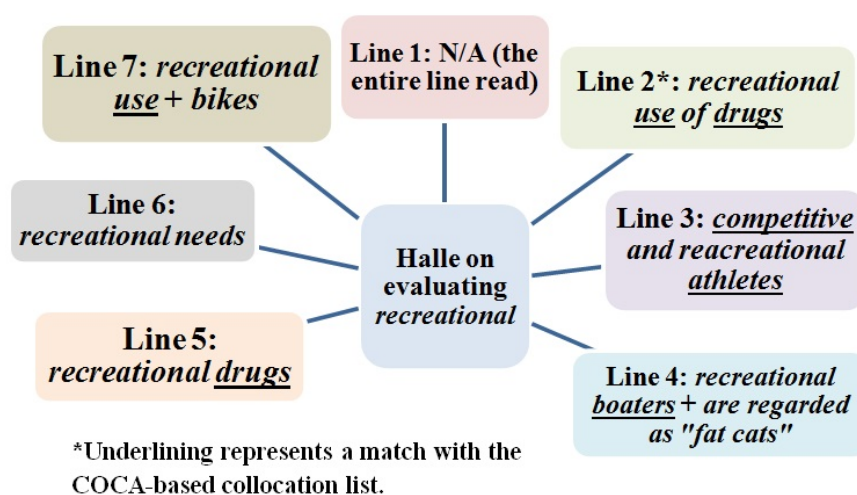 Line 1: N/A (the
entire line read)
Line 2*: recreational
use of drugs
Line 3: competitive
and reacreational
athletes
Line 4: recreational
boaters + are regarded
as "fat cats"
Line 5:
recreational drugs
Line 6:
recreational needs
Line 7: recreational
use + bikes
Halle on
evaluating
recreational
*Underlining represents a match with the
COCA-based collocation list.